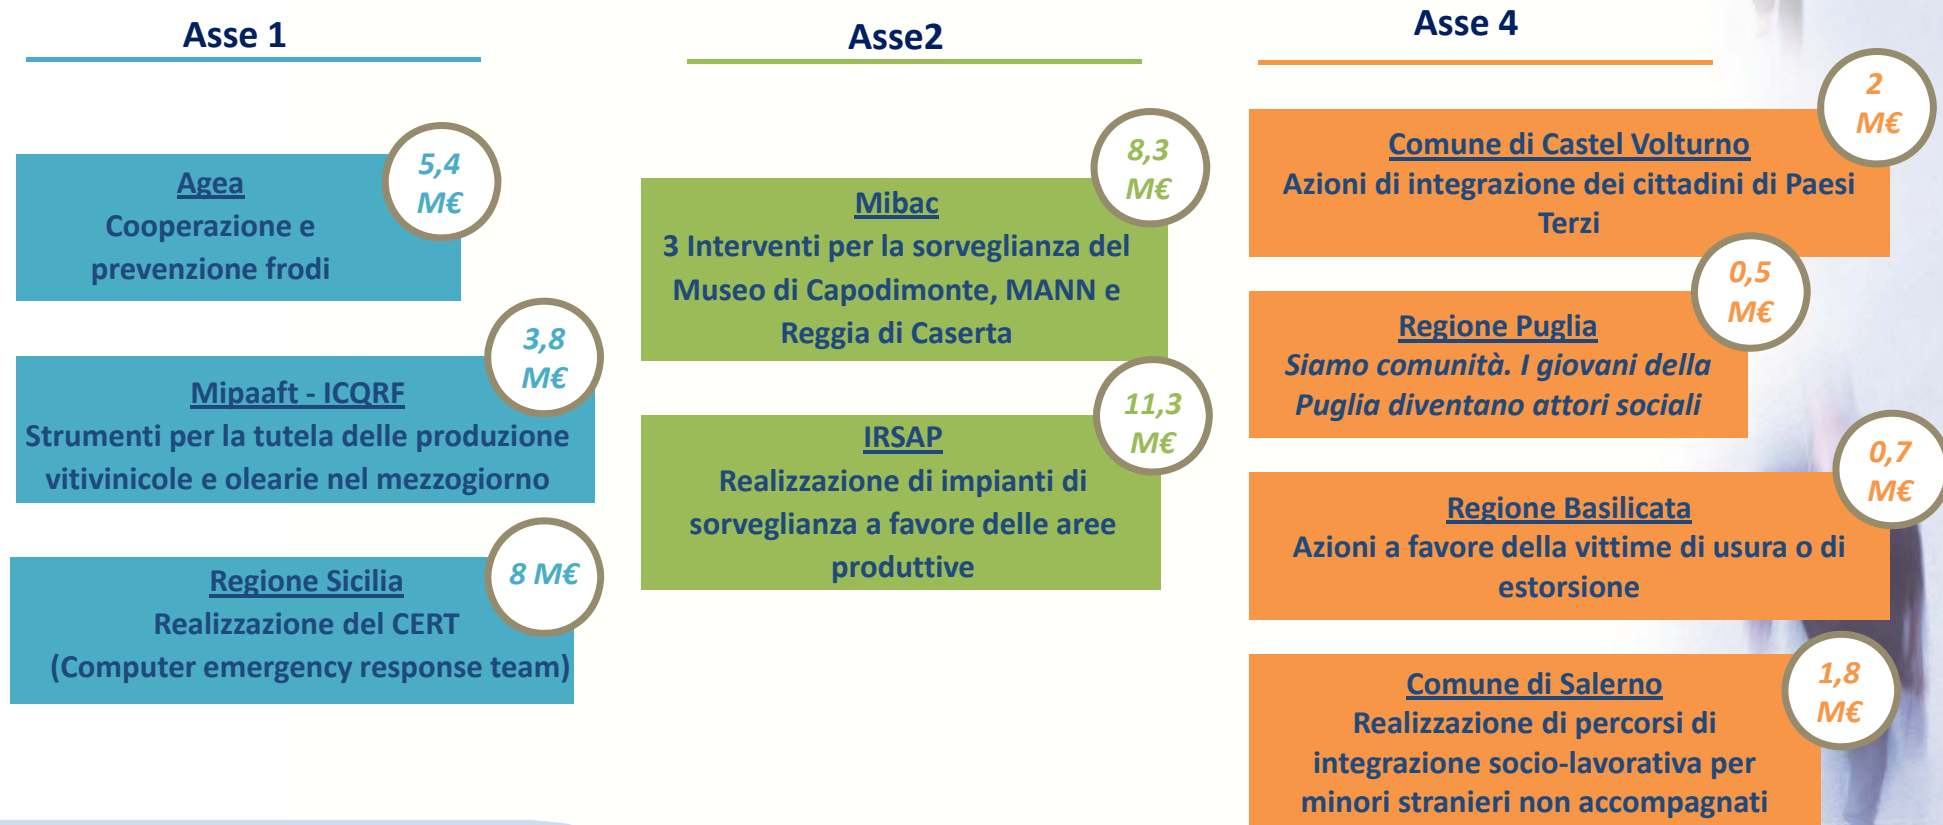 Asse 1
Agea
Cooperazione e
prevenzione frodi
5,4
M€
Mipaaft - ICQRF
Strumenti per la tutela delle produzione
vitivinicole e olearie nel mezzogiorno
3,8
M€
Regione Sicilia
Realizzazione del CERT
(Computer emergency response team)
8 M€
Asse2
Mibac
3 Interventi per la sorveglianza del
Museo di Capodimonte, MANN e
Reggia di Caserta
8,3
M€
IRSAP
Realizzazione di impianti di
sorveglianza a favore delle aree
produttive
11,3
M€
Asse 4
Comune di Castel Volturno
Azioni di integrazione dei cittadini di Paesi
Terzi
2
M€
Regione Puglia
Siamo comunità. I giovani della
Puglia diventano attori sociali
0,5
M€
Regione Basilicata
Azioni a favore della vittime di usura o di
estorsione
0,7
M€
Comune di Salerno
Realizzazione di percorsi di
integrazione socio-lavorativa per
minori stranieri non accompagnati
1,8
M€